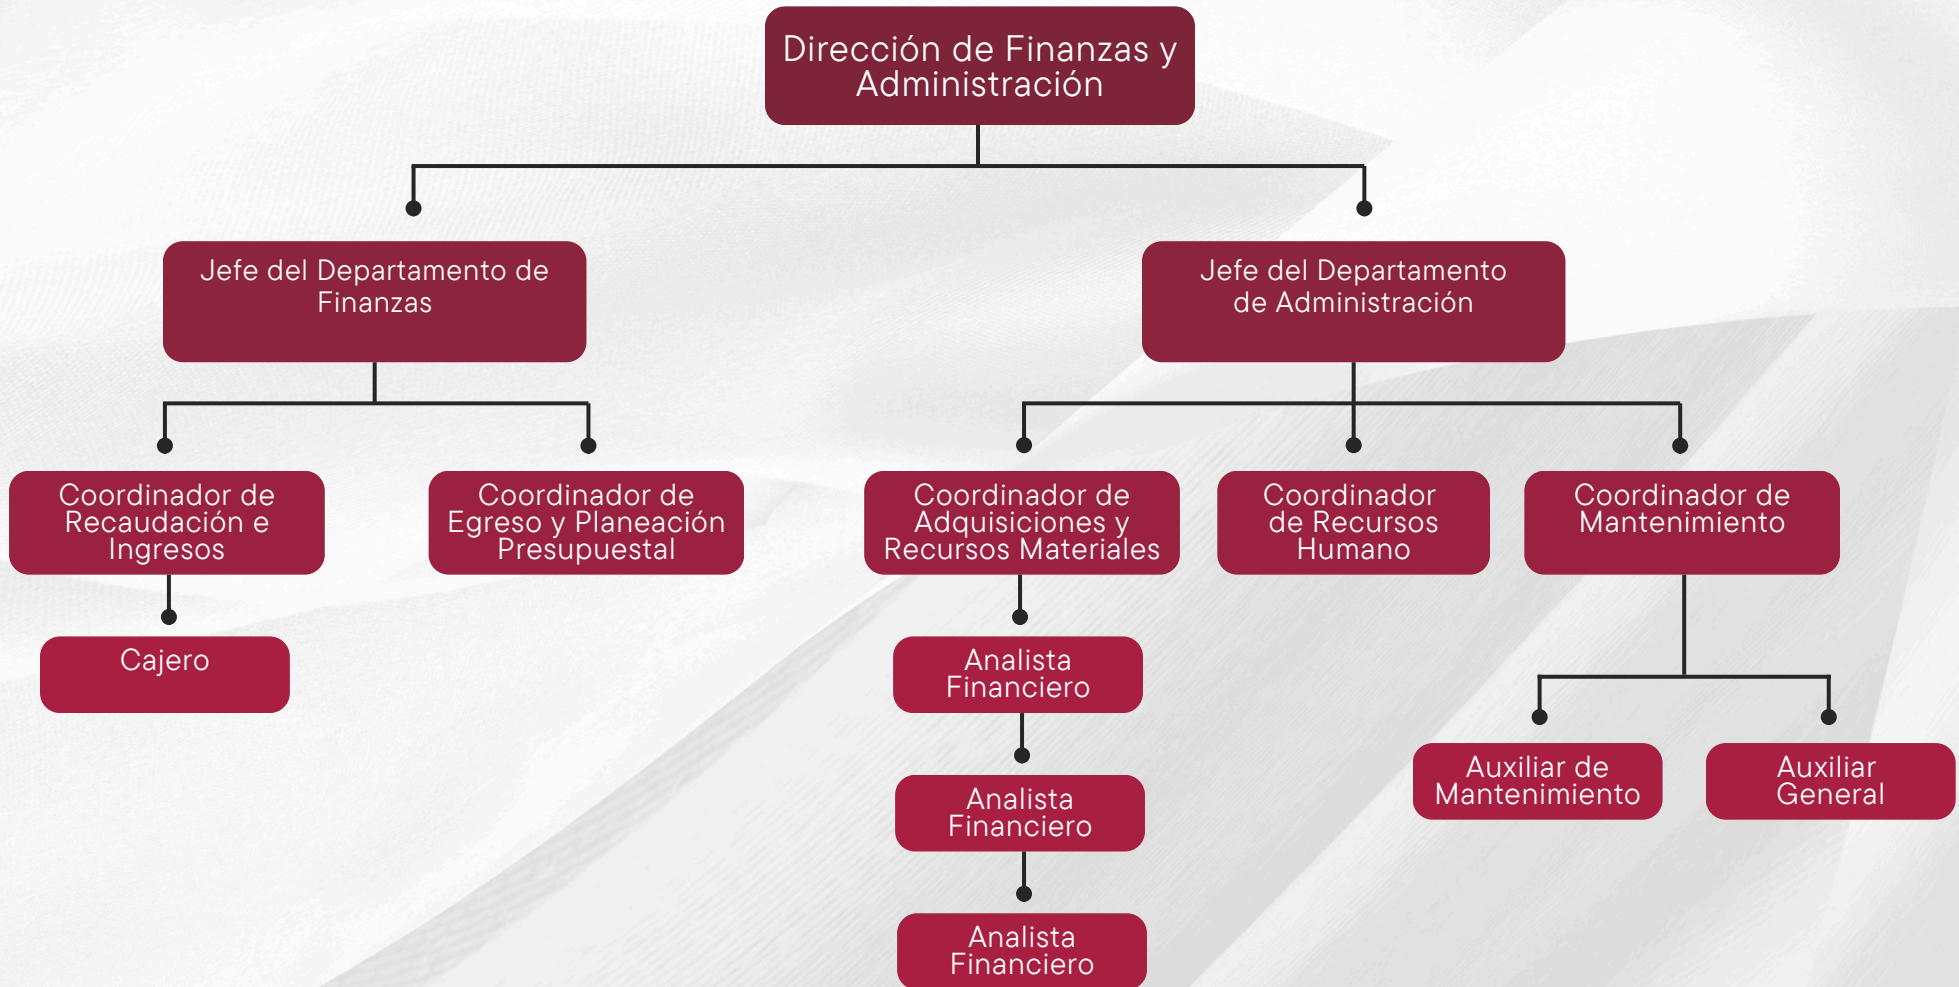 Dirección de Finanzas y
Administración
Jefe del Departamento de
Finanzas
Jefe del Departamento
de Administración
Coordinador de
Recaudación e
Ingresos
Coordinador de
Egreso y Planeación
Presupuestal
Coordinador de
Adquisiciones y
Recursos Materiales
Coordinador
de Recursos
Humano
Coordinador de
Mantenimiento
Cajero
Analista
Financiero
Analista
Financiero
Auxiliar de
Mantenimiento
Auxiliar
General
Analista
Financiero